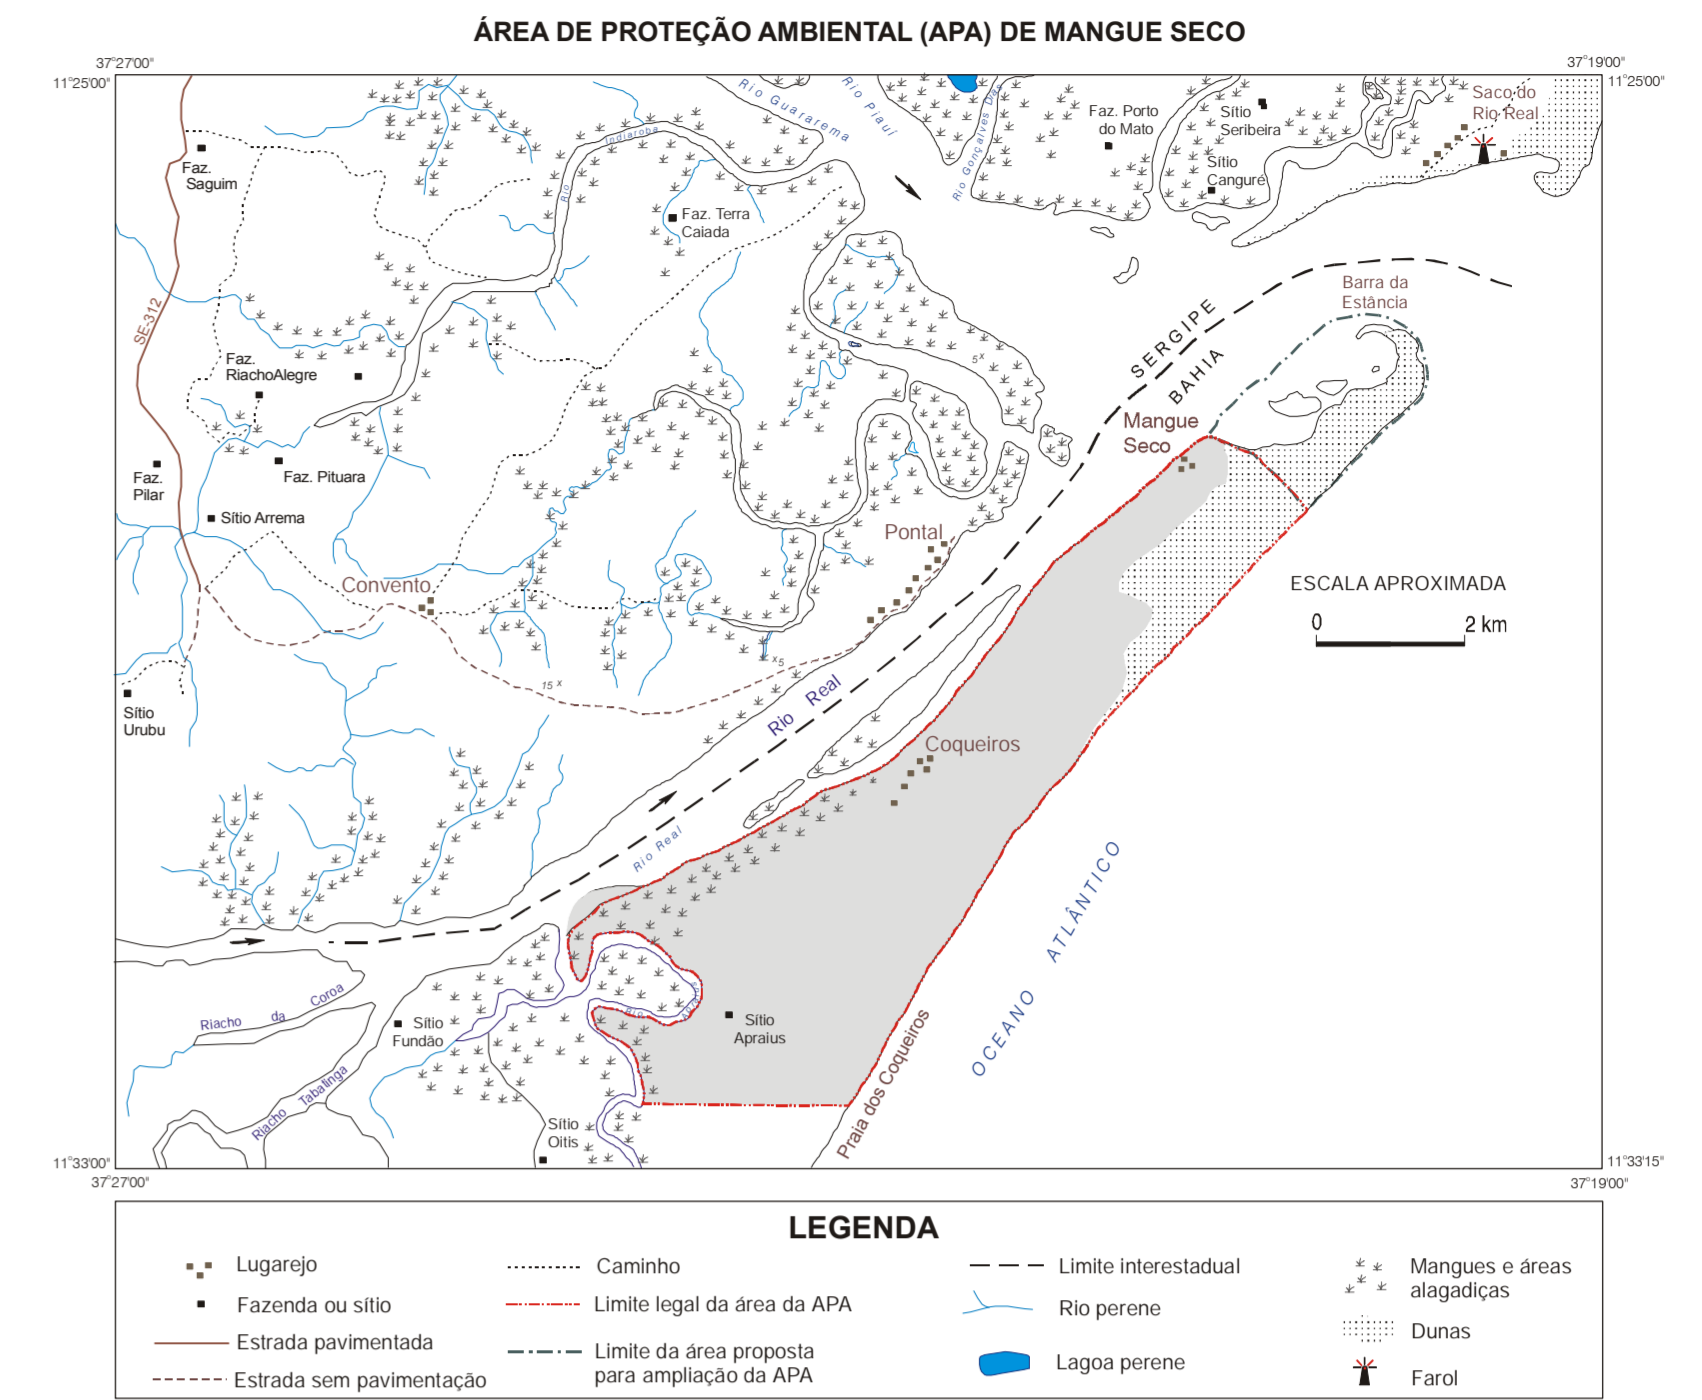 ÁREA DE PROTEÇÃO AMBIENTAL (APA) DE MANGUE SECO
37°27'00"
37°19'00"
11°25'00"
11°25'00"
Rio Guararema
Rio Piauí
Rio Gonçalves Dias
Faz. Porto
do Mato
Sítio
Seribeira
Saco do
Rio Real
Sítio
Canguré
Faz.
Saguim
Rio
Indiaroba
Faz. Terra
Caiada
SE-312
Barra da
Estância
SERGIPE
BAHIA
Faz.
RiachoAlegre
5x
Mangue
Seco
Faz.
Pilar
Faz. Pituara
Sítio Arrema
Pontal
Convento
ESCALA APROXIMADA
0
2 km
x5
15 x
Sítio
Urubu
Rio Real
Coqueiros
Rio Real
OCEANO ATLÂNTICO
Riacho da Coroa
Sítio
Fundão
Sítio
Apraius
Riacho Tabatinga
Sítio
Oitis
Praia dos Coqueiros
11°33'00"
11°33'15"
37°27'00"
37°19'00"
LEGENDA
Lugarejo
Caminho
Limite interestadual
Mangues e áreas
alagadiças
Fazenda ou sítio
Limite legal da área da APA
Rio perene
Dunas
Estrada pavimentada
Limite da área proposta
para ampliação da APA
Lagoa perene
Estrada sem pavimentação
Farol